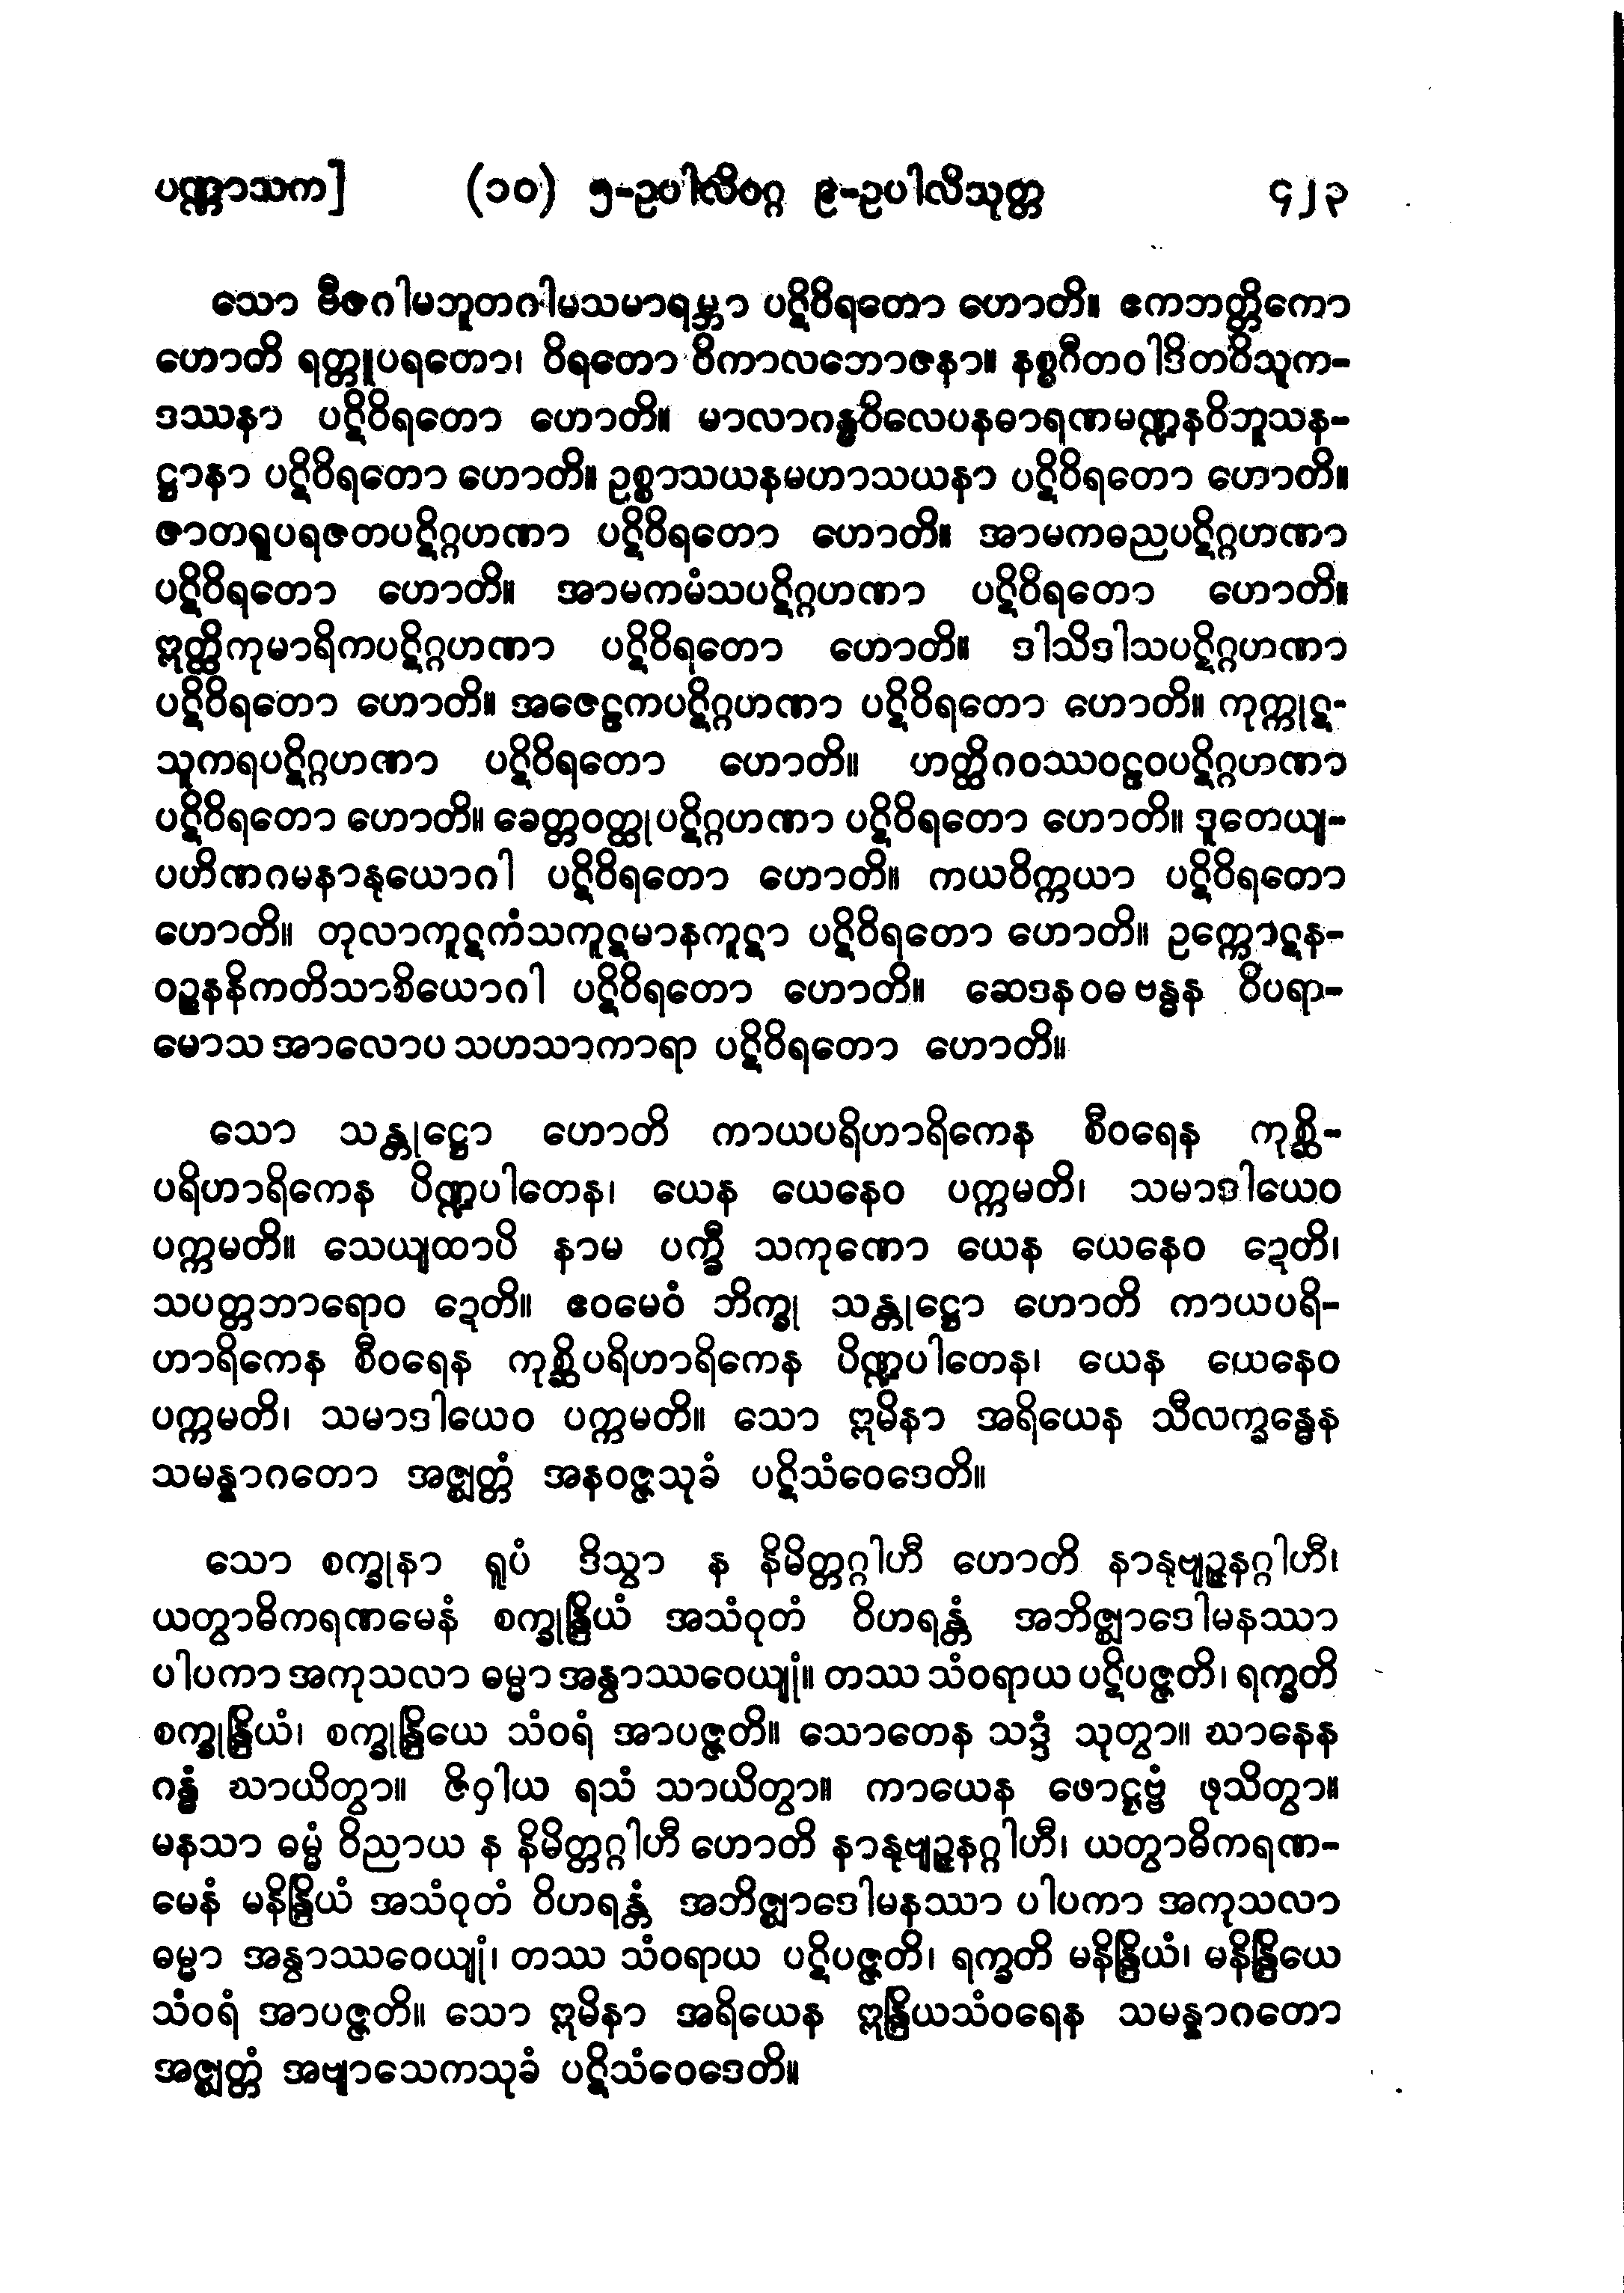 ပဏ္ဏာသက] (၁၀) ၅-ဥပါလိဝဂ္ဂ ၉-ဥပါလိသုတ္တ ၄၂၃
သော ဗီဇဂါမဘူတဂါမသမာရမ္ဘာ ပဋိဝိရတော ဟောတိ။ ဧကဘတ္တိကော
ဟောတိ ရတ္တူပရတော၊ ဝိရတော ဝိကာလဘောဇနာ။ နစ္စဂီတဝါဒိတဝိသူက-
ဒဿနာ ပဋိဝိရတော ဟောတိ။ မာလာဂန္ဓဝိလေပနဓာရဏမဏ္ဍနဝိဘူသန-
ဋ္ဌာနာ ပဋိဝိရတော ဟောတိ။ ဥစ္စာသယနမဟာသယနာ ပဋိဝိရတော ဟောတိ။
ဇာတရူပရဇတပဋိဂ္ဂဟဏာ ပဋိဝိရတော ဟောတိ။ အာမကဓညပဋိဂ္ဂဟဏာ
ပဋိဝိရတော ဟောတိ။ အာမကမံသပဋိဂ္ဂဟဏာ ပဋိဝိရတော ဟောတိ။
ဣတ္ထိကုမာရိကပဋိဂ္ဂဟဏာ ပဋိဝိရတော ဟောတိ။ ဒါသိဒါသပဋိဂ္ဂဟဏာ
ပဋိဝိရတော ဟောတိ။ အဇေဠကပဋိဂ္ဂဟဏာ ပဋိဝိရတော ဟောတိ။ ကုက္ကုဋ-
သူကရပဋိဂ္ဂဟဏာ ပဋိဝိရတော ဟောတိ။ ဟတ္ထိဂဝဿဝဠဝပဋိဂ္ဂဟဏာ
ပဋိဝိရတော ဟောတိ။ ခေတ္တဝတ္ထုပဋိဂ္ဂဟဏာ ပဋိဝိရတော ဟောတိ။ ဒူတေယျ-
ပဟိဏဂမနာနုယောဂါ ပဋိဝိရတော ဟောတိ။ ကယဝိက္ကယာ ပဋိဝိရတော
ဟောတိ။ တုလာကူဋကံသကူဋမာနကူဋာ ပဋိဝိရတော ဟောတိ။ ဥက္ကောဋန-
ဝဉ္စနနိကတိသာစိယောဂါ ပဋိဝိရတော ဟောတိ။ ဆေဒနဝဓ ဗန္ဓန ဝိပရာ-
မောသ အာလောပ သဟသာကာရာ ပဋိဝိရတော ဟောတိ။
သော သန္တုဋ္ဌော ဟောတိ ကာယပရိဟာရိကေန စီဝရေန ကုစ္ဆိ-
ပရိဟာရိကေန ပိဏ္ဍပါတေန၊ ယေန ယေနေဝ ပက္ကမတိ၊ သမာဒါယေဝ
ပက္ကမတိ။ သေယျထာပိ နာမ ပက္ခီ သကုဏော ယေန ယေနေဝ ဍေတိ၊
သပတ္တဘာရောဝ ဍေတိ။ ဧဝမေဝံ ဘိက္ခု သန္တုဋ္ဌော ဟောတိ ကာယပရိ-
ဟာရိကေန စီဝရေန ကုစ္ဆိပရိဟာရိကေန ပိဏ္ဍပါတေန၊ ယေန ယေနေဝ
ပက္ကမတိ၊ သမာဒါယေဝ ပက္ကမတိ။ သော ဣမိနာ အရိယေန သီလက္ခန္ဓေန
သမန္နာဂတော အဇ္ဈတ္တံ အနဝဇ္ဇသုခံ ပဋိသံဝေဒေတိ။
သော စက္ခုနာ ရူပံ ဒိသွာ န နိမိတ္တဂ္ဂါဟီ ဟောတိ နာနုဗျဉ္ဇနဂ္ဂါဟီ၊
ယတွာဓိကရဏမေနံ စက္ခုန္ဒြိယံ အသံဝုတံ ဝိဟရန္တံ အဘိဇ္ဈာဒေါမနဿာ
ပါပကာ အကုသလာ ဓမ္မာ အနွာဿဝေယျုံ။ တဿ သံဝရာယ ပဋိပဇ္ဇတိ၊ ရက္ခတိ
စက္ခုန္ဒြိယံ၊ စက္ခုန္ဒြိယေ သံဝရံ အာပဇ္ဇတိ။ သောတေန သဒ္ဒံ သုတွာ။ ဃာနေန
ဂန္ဓံ ဃာယိတွာ။ ဇိဝှါယ ရသံ သာယိတွာ။ ကာယေန ဖောဋ္ဌဗ္ဗံ ဖုသိတွာ။
မနသာ ဓမ္မံ ဝိညာယ န နိမိတ္တဂ္ဂါဟီ ဟောတိ နာနုဗျဉ္ဇနဂ္ဂါဟီ၊ ယတွာဓိကရဏ-
မေနံ မနိန္ဒြိယံ အသံဝုတံ ဝိဟရန္တံ အဘိဇ္ဈာဒေါမနဿာ ပါပကာ အကုသလာ
ဓမ္မာ အနွာဿဝေယျုံ၊ တဿ သံဝရာယ ပဋိပဇ္ဇတိ၊ ရက္ခတိ မနိန္ဒြိယံ၊ မနိန္ဒြိယေ
သံဝရံ အာပဇ္ဇတိ။ သော ဣမိနာ အရိယေန ဣန္ဒြိယသံဝရေန သမန္နာဂတော
အဇ္ဈတ္တံ အဗျာသေကသုခံ ပဋိသံဝေဒေတိ။